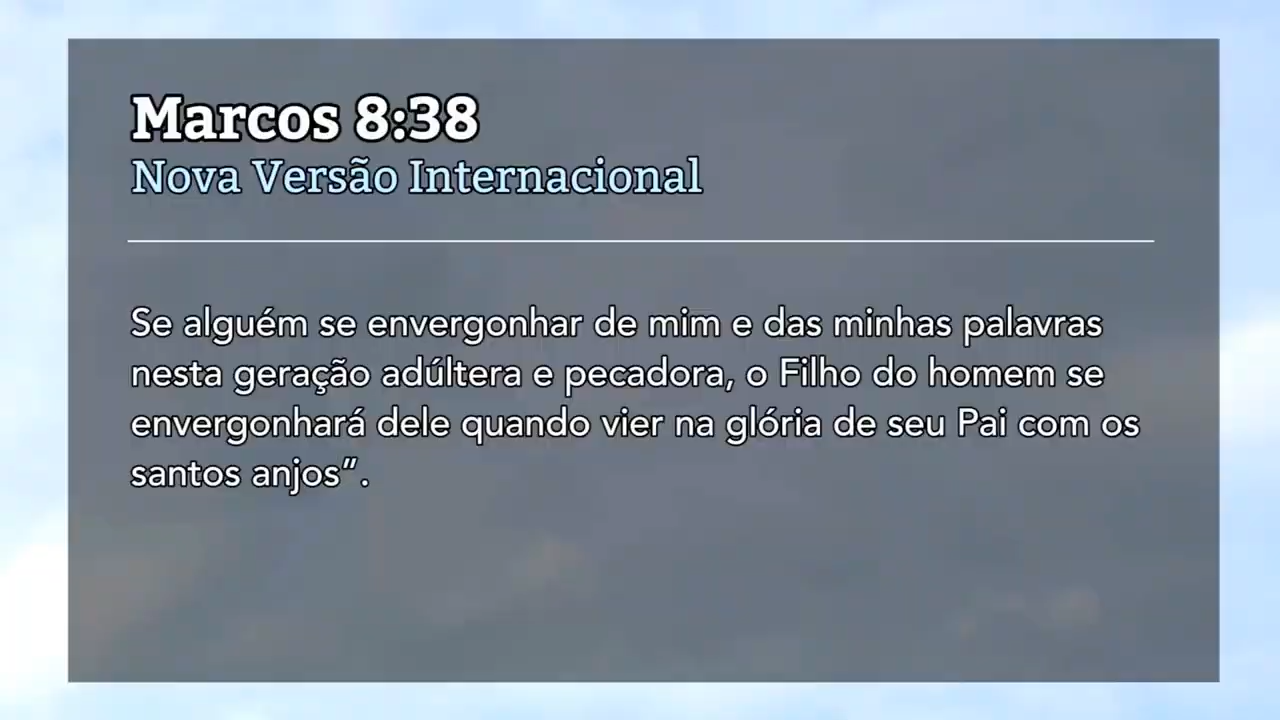 Marcos 8:38
Nova Versão Internacional
Se alguém se envergonhar de mim e das minhas palavras
nesta geração adúltera e pecadora, o Filho do homem se
envergonhará dele quando vier na glória de seu Pai com os
santos anjos”.